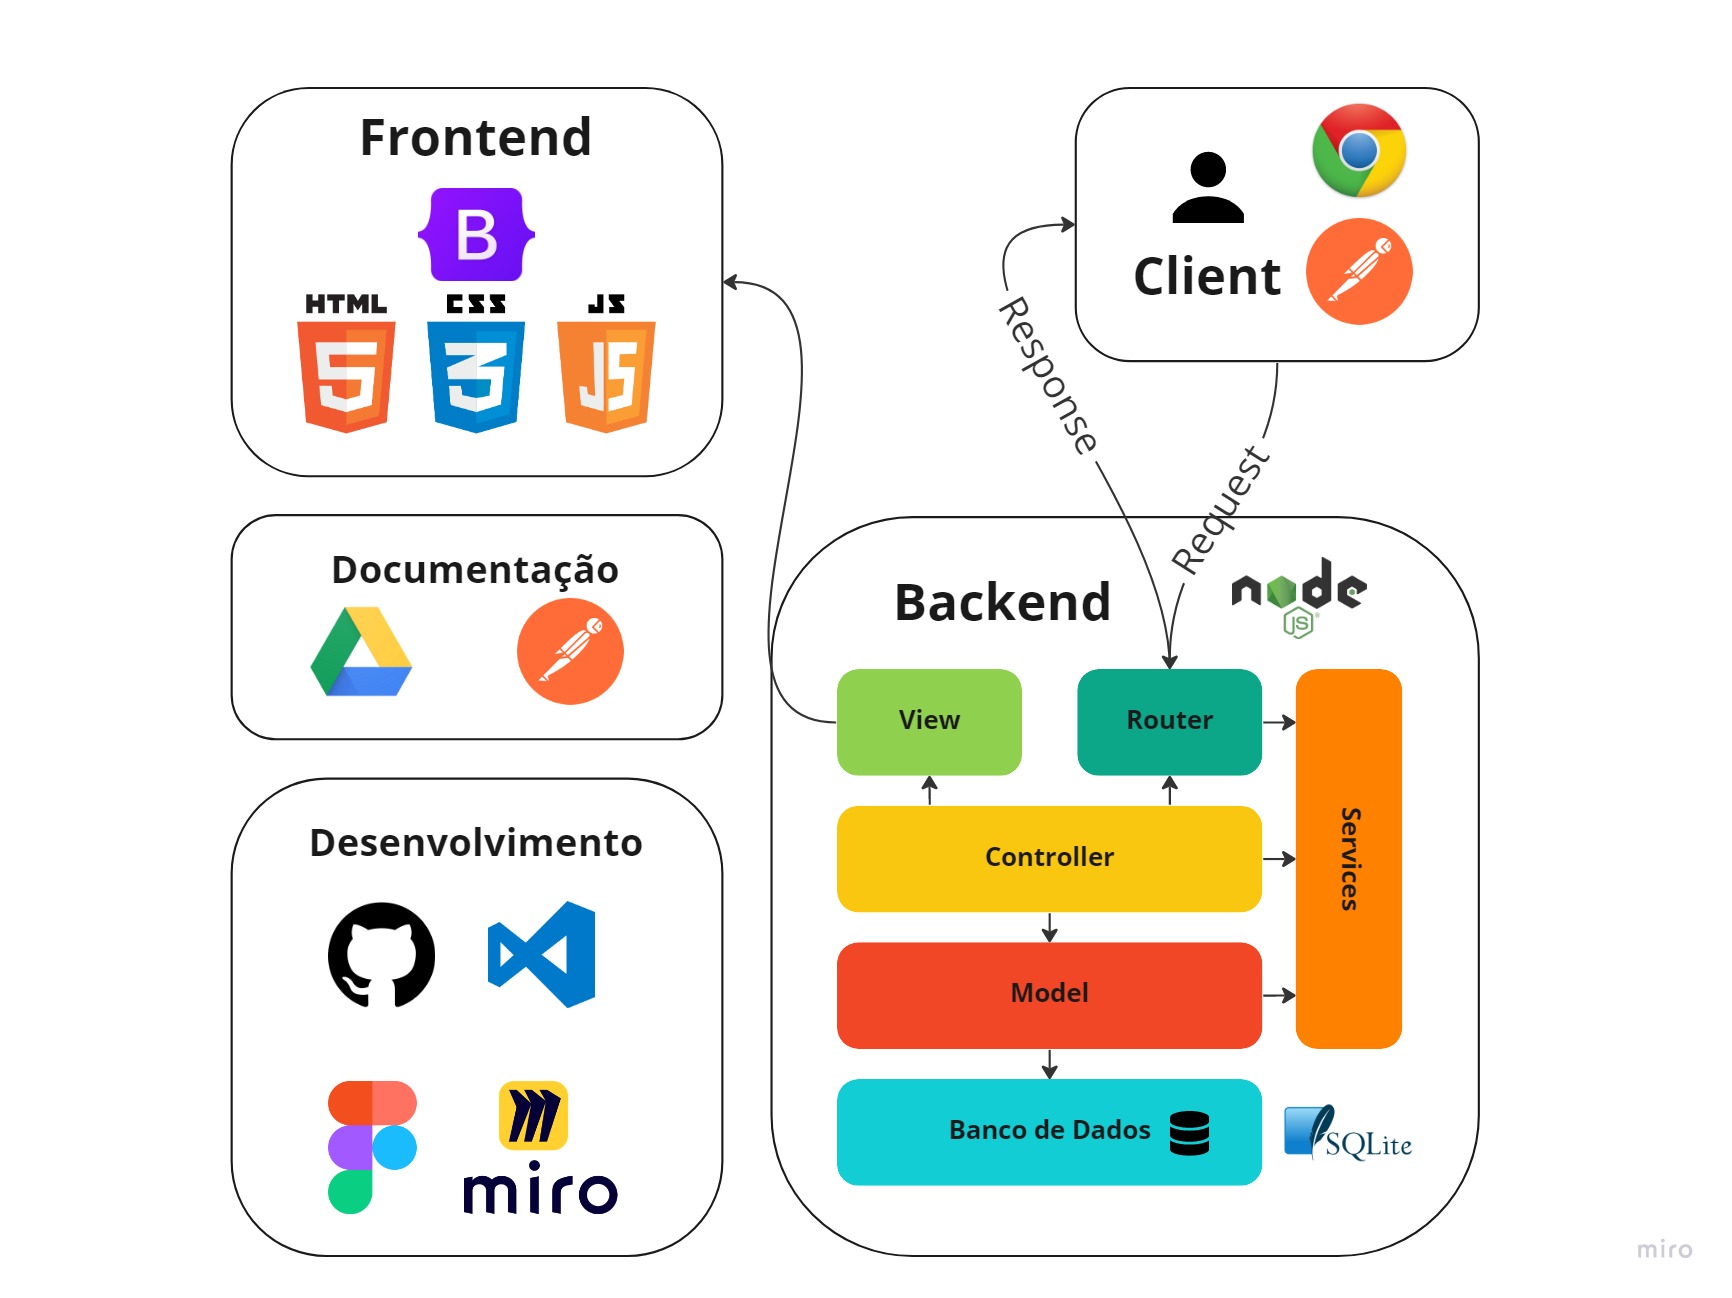 Frontend
B
HTML
CSS
JS
5
3
JS
Client
Response
Request
Documentação
Backend
node
JS
View
Router
Controller
Services
Model
Banco de Dados
SQLite
Desenvolvimento
miro
miro